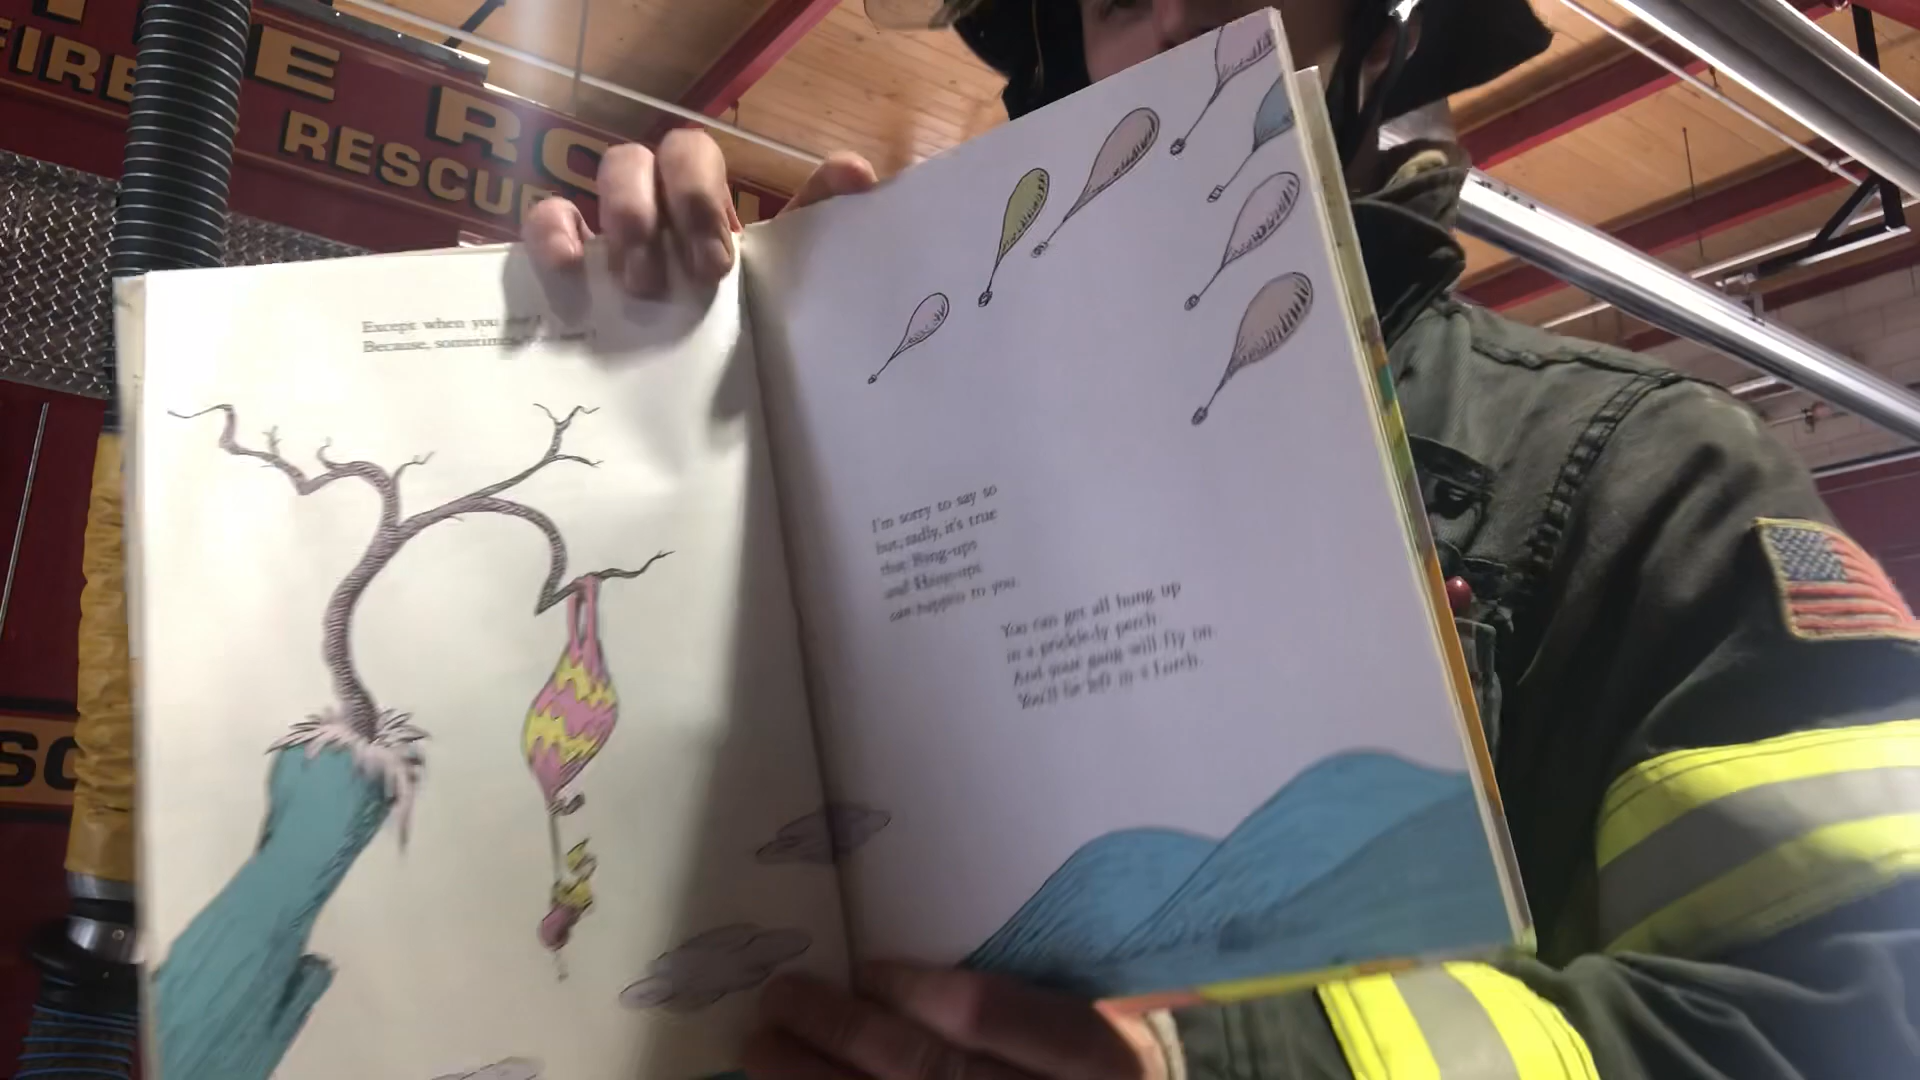 FIRE
E RO
RESCUE
SC
Except when you
Because, sometimes
I'm sorry to say so
but, sadly, it's true
that Bang-ups
and Hang-ups
can happen to you.
You can get all hung up
in a prickle-ly perch.
And your gang will fly on.
You'll be left in a Lurch.